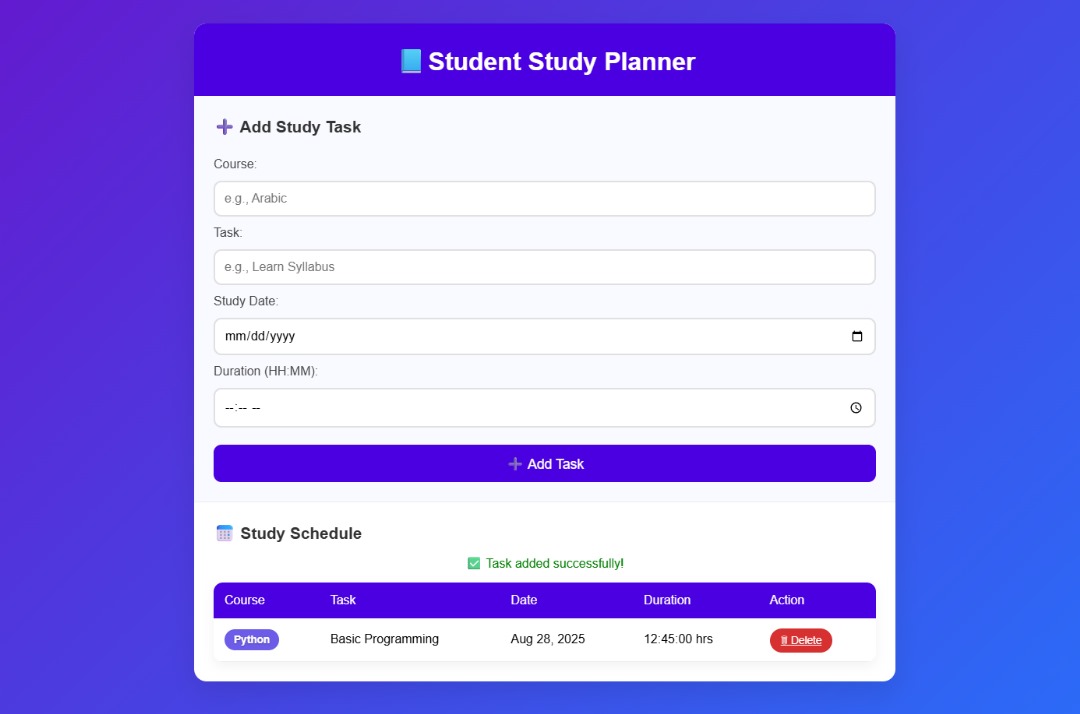 Student Study Planner
Add Study Task
Course:
e.g., Arabic
Task:
e.g., Learn Syllabus
Study Date:
mm/dd/yyyy
Duration (HH:MM):
--:-- --
Add Task
Study Schedule
Task added successfully!
Course Task Date Duration Action
Python Basic Programming Aug 28, 2025 12:45:00 hrs Delete